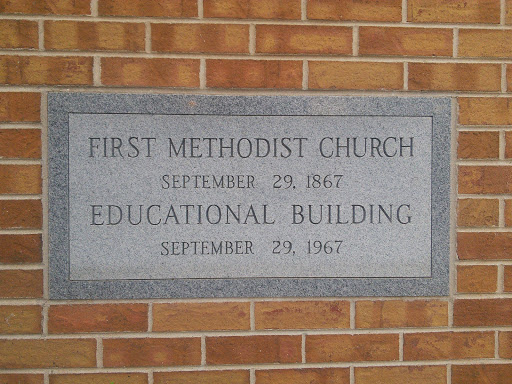 FIRST METHODIST CHURCH
SEPTEMBER 29, 1867
EDUCATIONAL BUILDING
SEPTEMBER 29, 1967